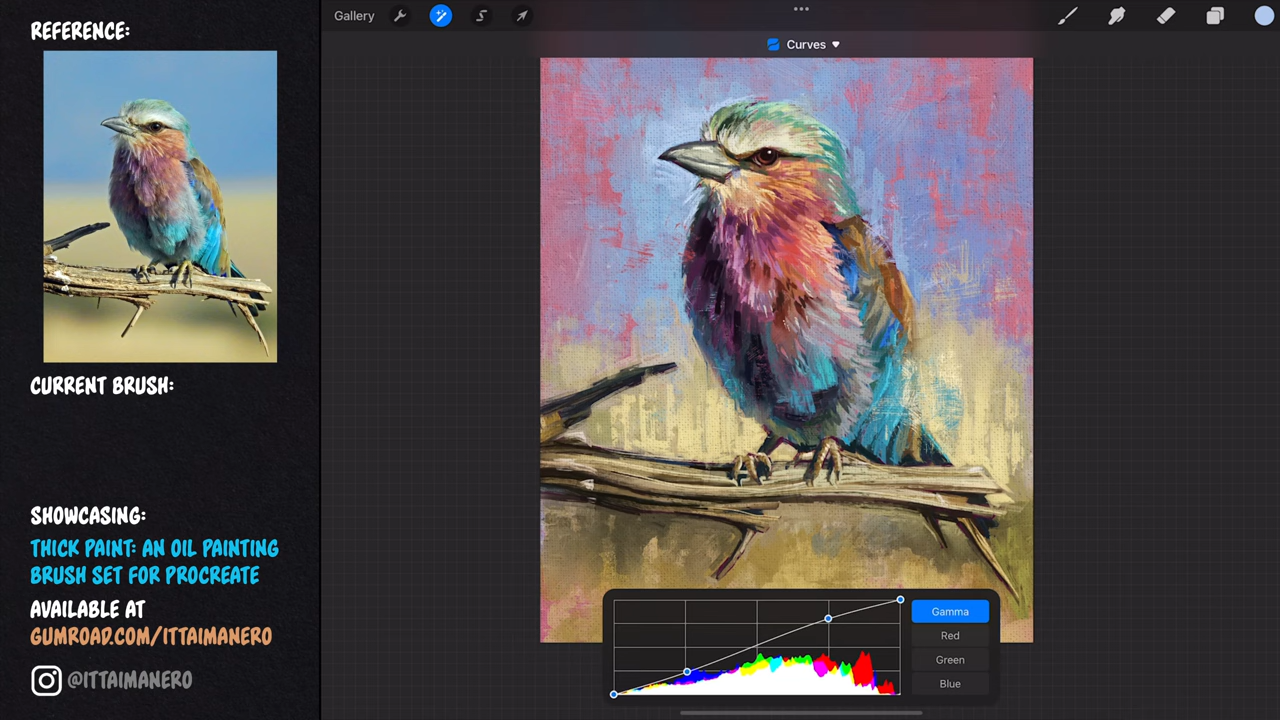 REFERENCE:
CURRENT BRUSH:
SHOWCASING:
THICK PAINT: AN OIL PAINTING
BRUSH SET FOR PROCREATE
AVAILABLE AT
GUMROAD.COM/ITTAIMANERO
@ITTAIMANERO
Gallery
Curves
Gamma
Red
Green
Blue